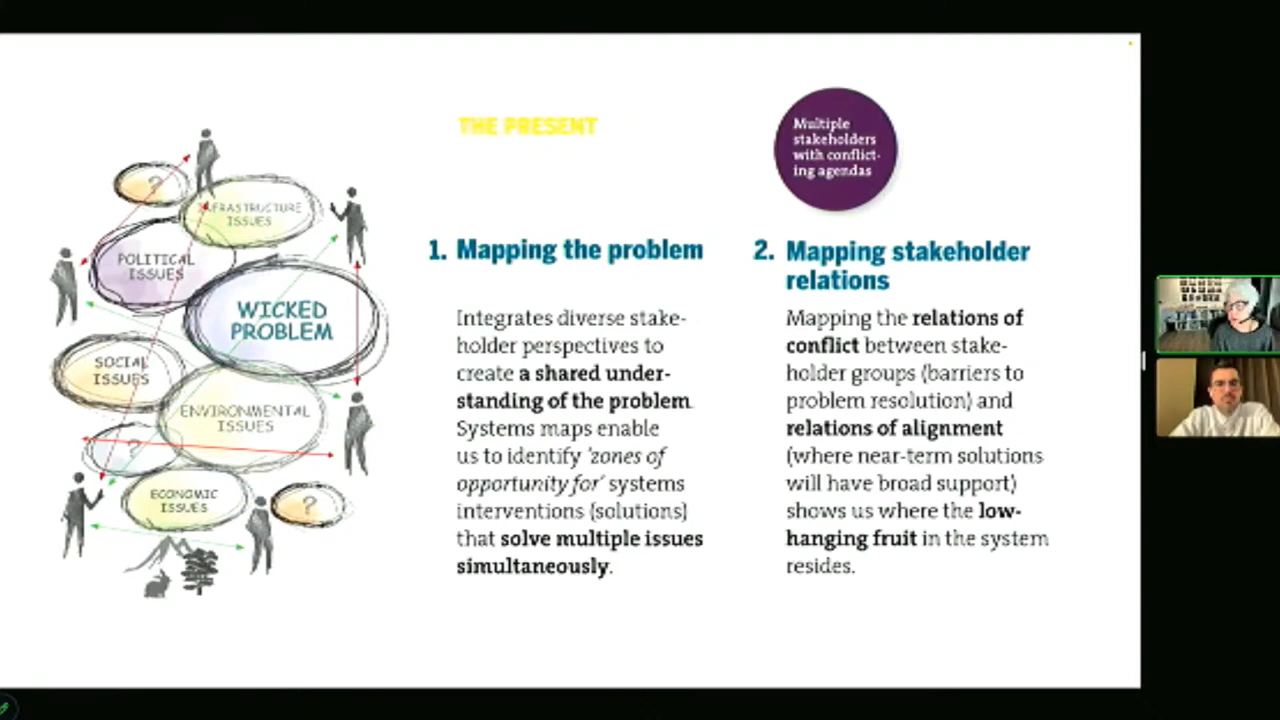 THE PRESENT
Multiple
stakeholders
with conflict-
ing agendas
?
INFRASTRUCTURE
ISSUES
POLITICAL
ISSUES
WICKED
PROBLEM
SOCIAL
ISSUES
ENVIRONMENTAL
ISSUES
?
ECONOMIC
ISSUES
?
1. Mapping the problem
Integrates diverse stake-
holder perspectives to
create a shared under-
standing of the problem.
Systems maps enable
us to identify ‘zones of
opportunity for’ systems
interventions (solutions)
that solve multiple issues
simultaneously.
2. Mapping stakeholder
relations
Mapping the relations of
conflict between stake-
holder groups (barriers to
problem resolution) and
relations of alignment
(where near-term solutions
will have broad support)
shows us where the low-
hanging fruit in the system
resides.